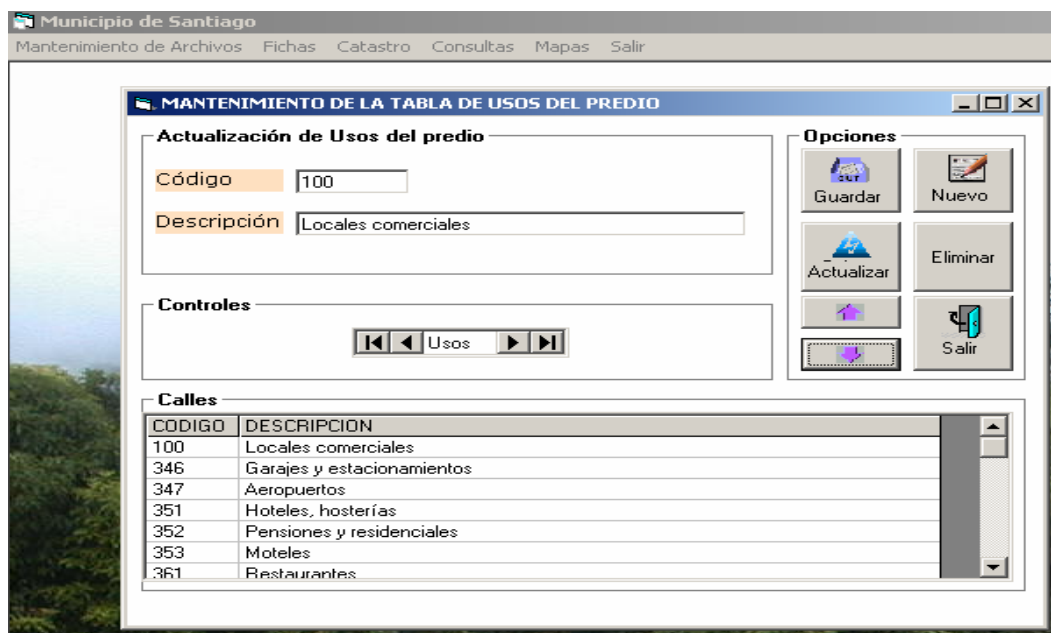 Municipio de Santiago
Mantenimiento de Archivos Fichas Catastro Consultas Mapas Salir
MANTENIMIENTO DE LA TABLA DE USOS DEL PREDIO
Actualización de Usos del predio
Código 100
Descripción Locales comerciales
Opciones
Guardar Nuevo
Actualizar Eliminar
Salir
Controles
Usos
Calles
CODIGO DESCRIPCION
100 Locales comerciales
346 Garajes y estacionamientos
347 Aeropuertos
351 Hoteles, hosterías
352 Pensiones y residenciales
353 Moteles
361 Restaurantes